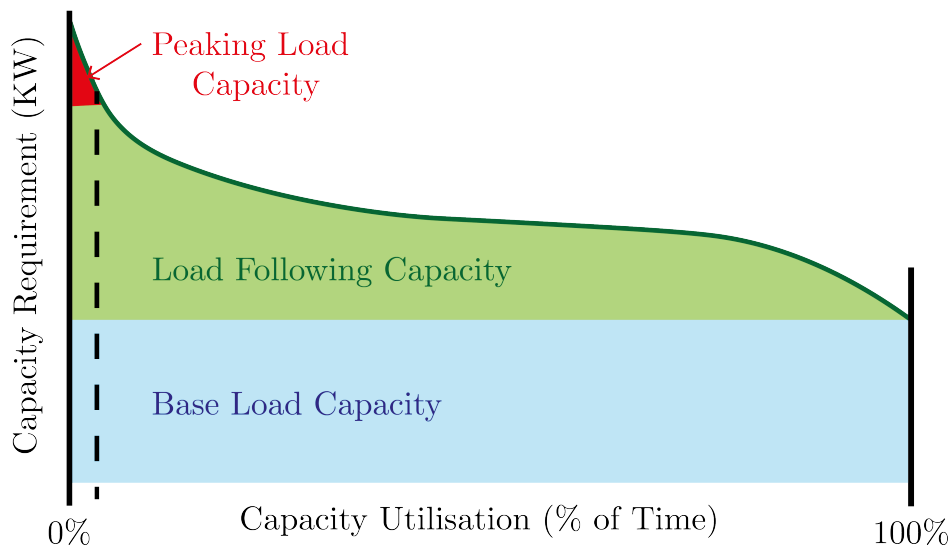 Peaking Load
Capacity
Capacity Requirement (KW)
Load Following Capacity
Base Load Capacity
Capacity Utilisation (% of Time)
0%
100%